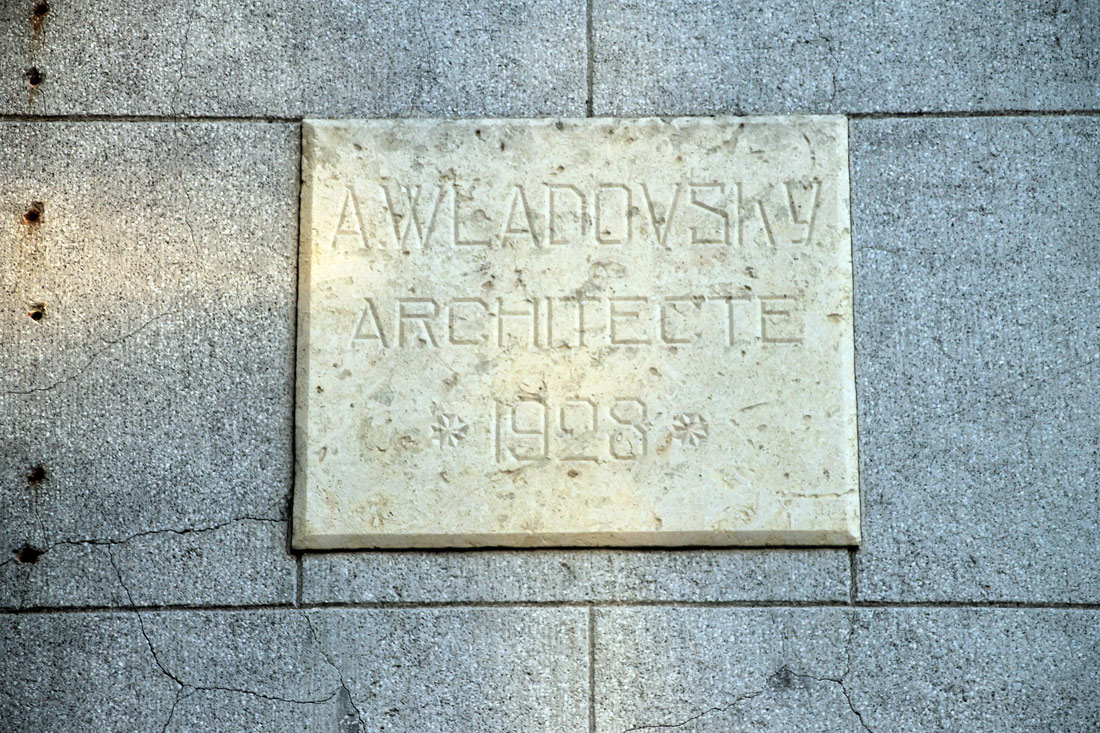 A.WLADOVSKY
ARCHITECTE
* 1928 *